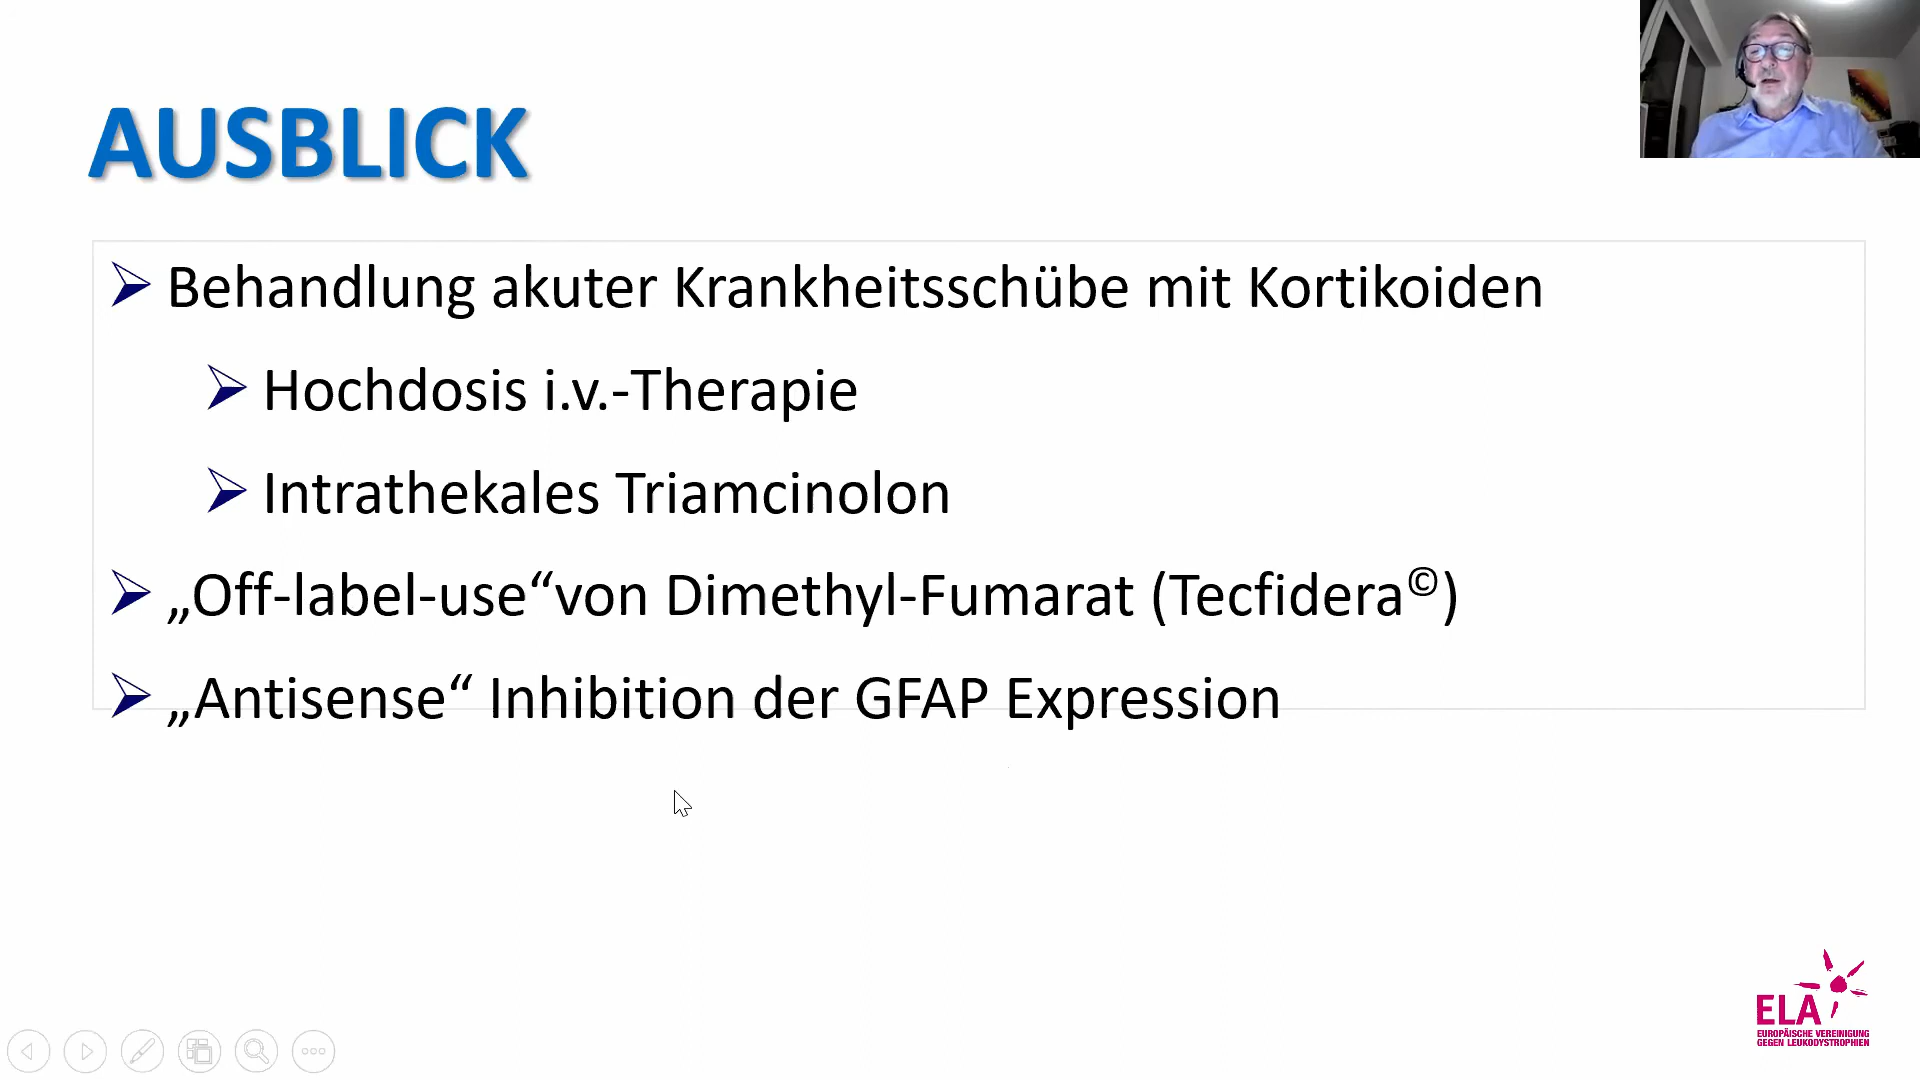 AUSBLICK
Behandlung akuter Krankheitsschübe mit Kortikoiden
Hochdosis i.v.-Therapie
Intrathekales Triamcinolon
„Off-label-use“von Dimethyl-Fumarat (Tecfidera©)
„Antisense“ Inhibition der GFAP Expression
ELA
EUROPÄISCHE VEREINIGUNG
GEGEN LEUKODYSTROPHIEN